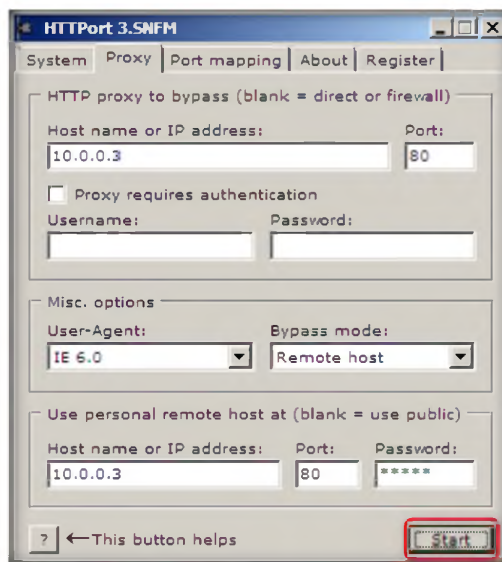 HTTPort 3.SNFM
System Proxy Port mapping About Register
HTTP proxy to bypass (blank = direct or firewall)
Host name or IP address: Port:
10.0.0.3 80
Proxy requires authentication
Username: Password:
Misc. options
User-Agent: Bypass mode:
IE 6.0 Remote host
Use personal remote host at (blank = use public)
Host name or IP address: Port: Password:
10.0.0.3 80 *****
? ←This button helps Start